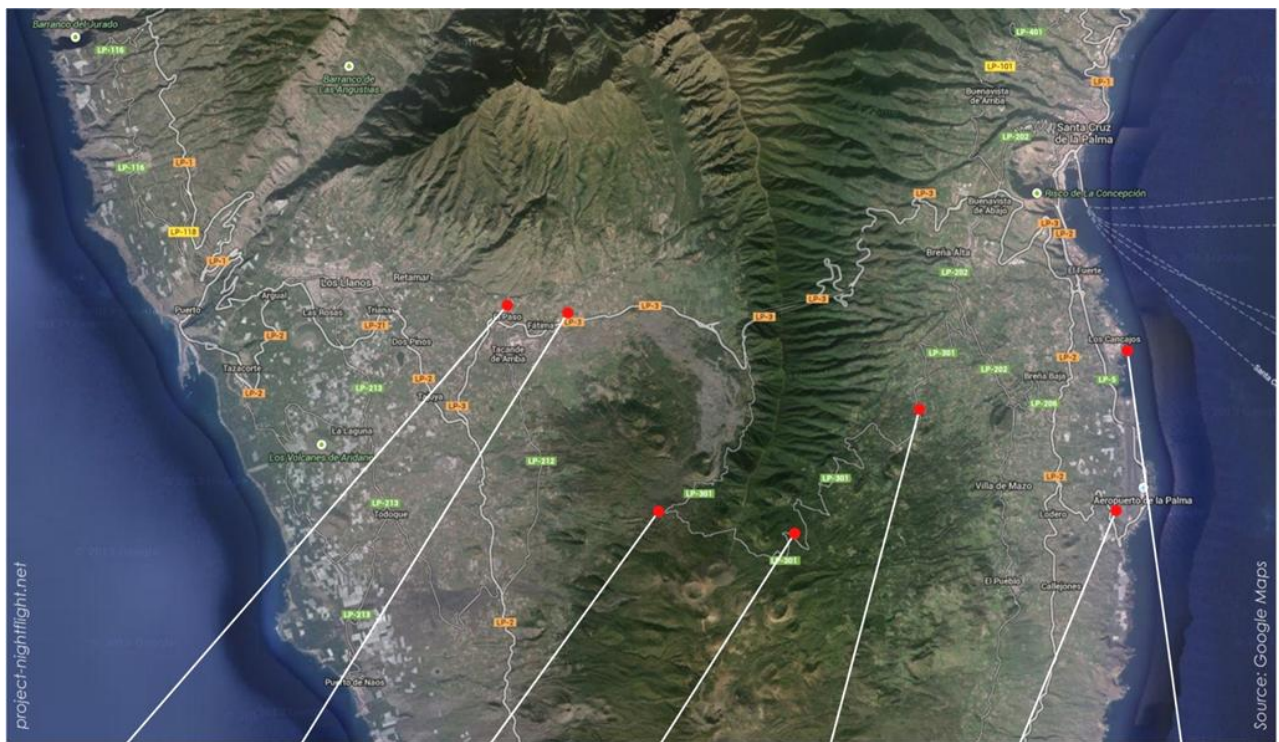 Barranco del Jurado
LP-116
Barranco de
Las Angustias
LP-401
LP-101
LP-1
Buenavista
de Arriba
Santa Cruz
de la Palma
LP-202
LP-1
LP-116
Risco de La Concepción
LP-3
Buenavista
de Abajo
LP-118
LP-3
LP-2
LP-1
Breña Alta
LP-202
El Fuerte
Los Llanos
Retamar
Argual
Puerto
Las Rosas
Triana
LP-21
LP-2
Dos Pinos
Paso
Fátima
LP-3
LP-3
LP-3
LP-3
Tacande
de Arriba
Los Cancajos
LP-301
LP-202
LP-2
Breña Baja
LP-5
Tazacorte
LP-2
LP-213
LP-2
Tajuya
LP-3
LP-206
La Laguna
Los Volcanes de Aridane
LP-212
LP-301
LP-301
LP-2
Villa de Mazo
Aeropuerto de la Palma
LP-213
Todoque
Lodero
LP-301
El Pueblo
Callejones
LP-213
LP-2
Puerto de Naos
project-nightflight.net
Source: Google Maps